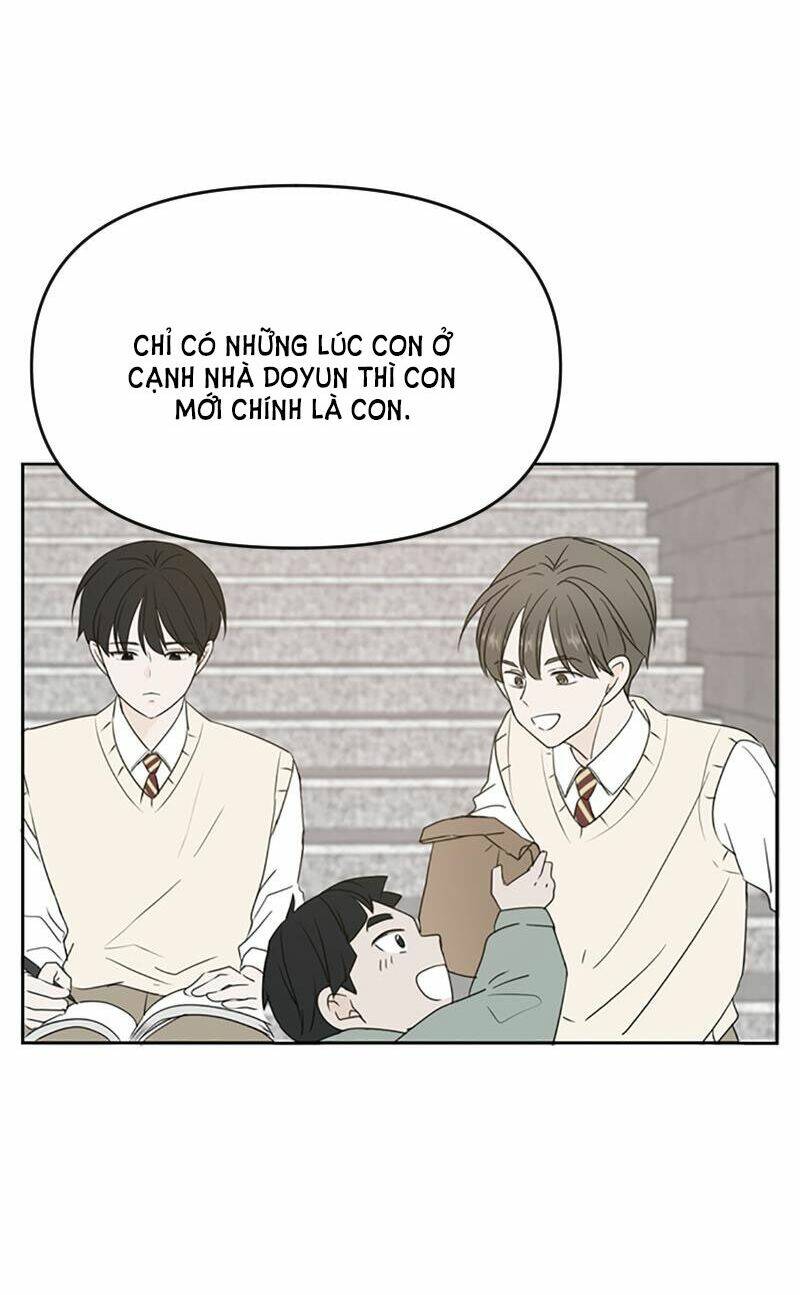 CHỈ CÓ NHỮNG LÚC CON Ở
CẠNH NHÀ DOYUN THÌ CON
MỚI CHÍNH LÀ CON.